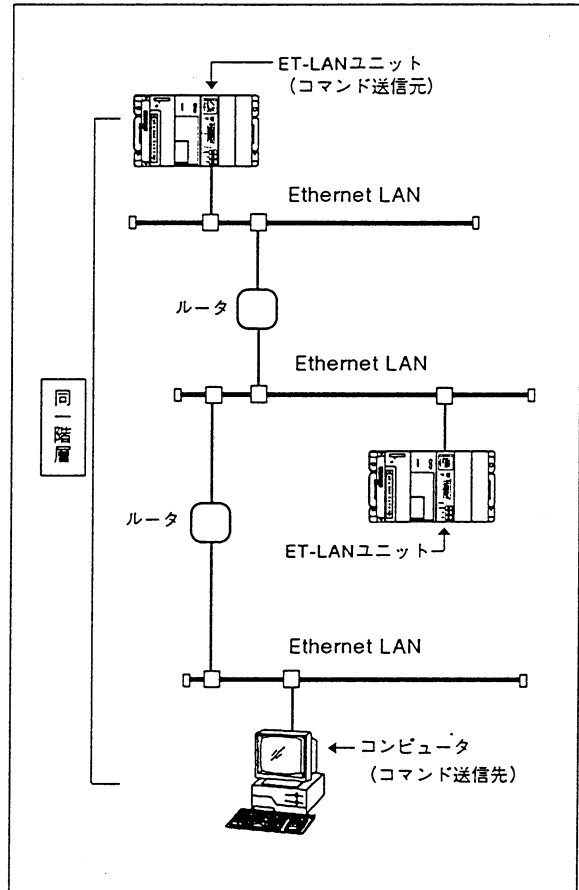 ET-LANユニット
(コマンド送信元)
Ethernet LAN
ルータ
Ethernet LAN
同一階層
ルータ
ET-LANユニット
Ethernet LAN
コンピュータ
(コマンド送信先)